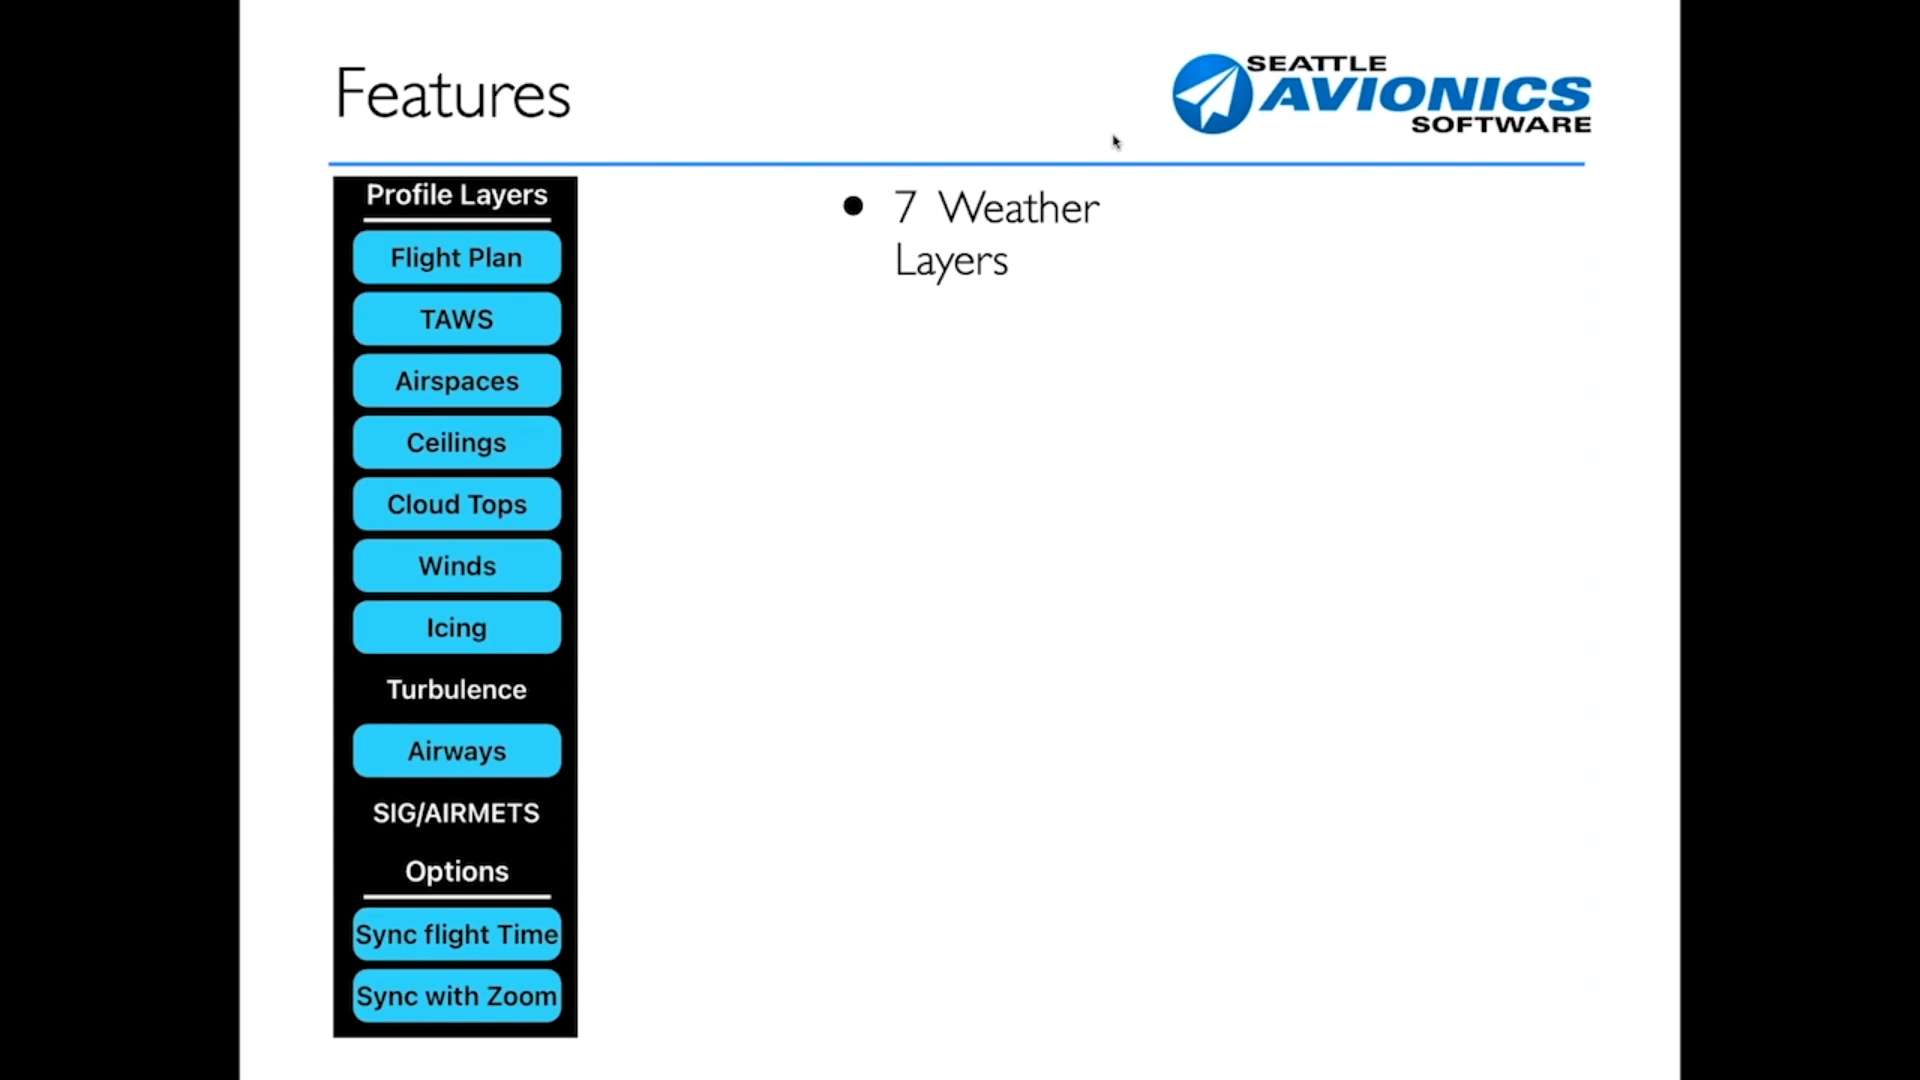 Features
SEATTLE
AVIONICS
SOFTWARE
Profile Layers
Flight Plan
TAWS
Airspaces
Ceilings
Cloud Tops
Winds
Icing
Turbulence
Airways
SIG/AIRMETS
Options
Sync flight Time
Sync with Zoom
• 7 Weather
Layers